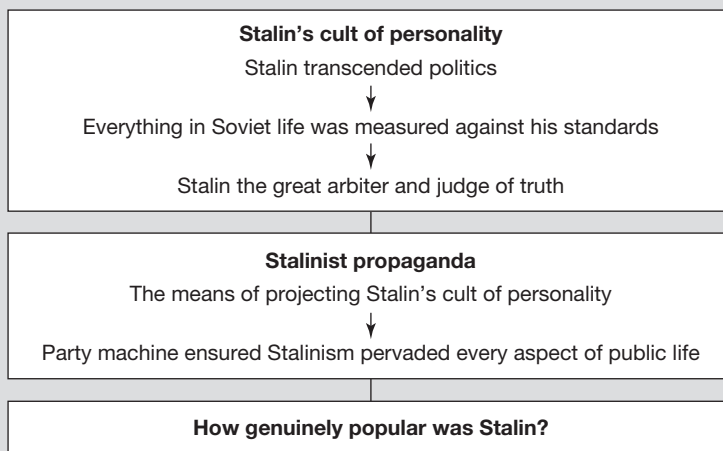 Stalin's cult of personality
Stalin transcended politics
Everything in Soviet life was measured against his standards
Stalin the great arbiter and judge of truth
Stalinist propaganda
The means of projecting Stalin's cult of personality
Party machine ensured Stalinism pervaded every aspect of public life
How genuinely popular was Stalin?